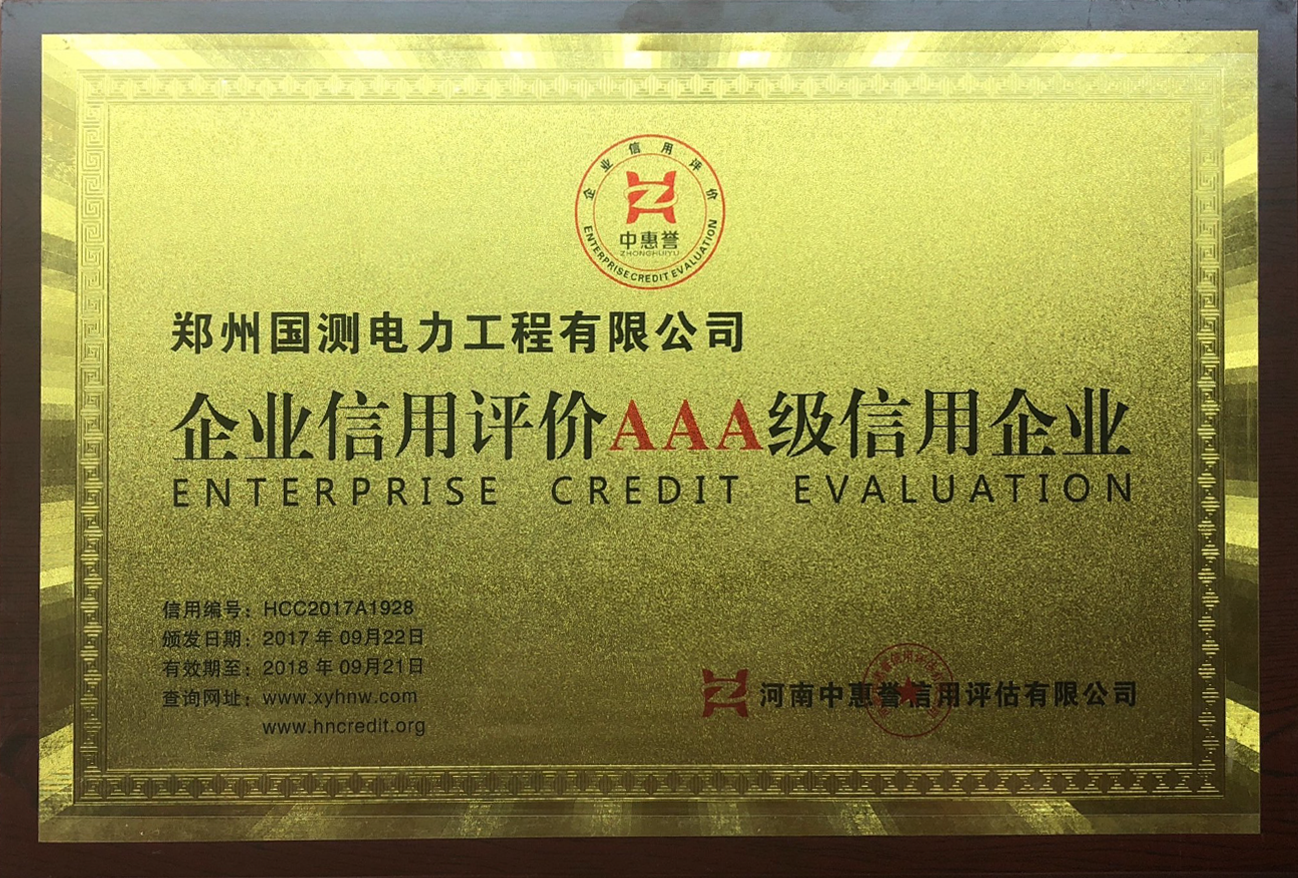 企业信用评价
中惠誉
ZHONGHUIYU
ENTERPRISE CREDIT EVALUATION
郑州国测电力工程有限公司
企业信用评价AAA级信用企业
ENTERPRISE CREDIT EVALUATION
信用编号：HCC2017A1928
颁发日期：2017年09月22日
有效期至：2018年09月21日
查询网址：www.xyhnw.com
www.hncredit.org
河南中惠誉信用评估有限公司